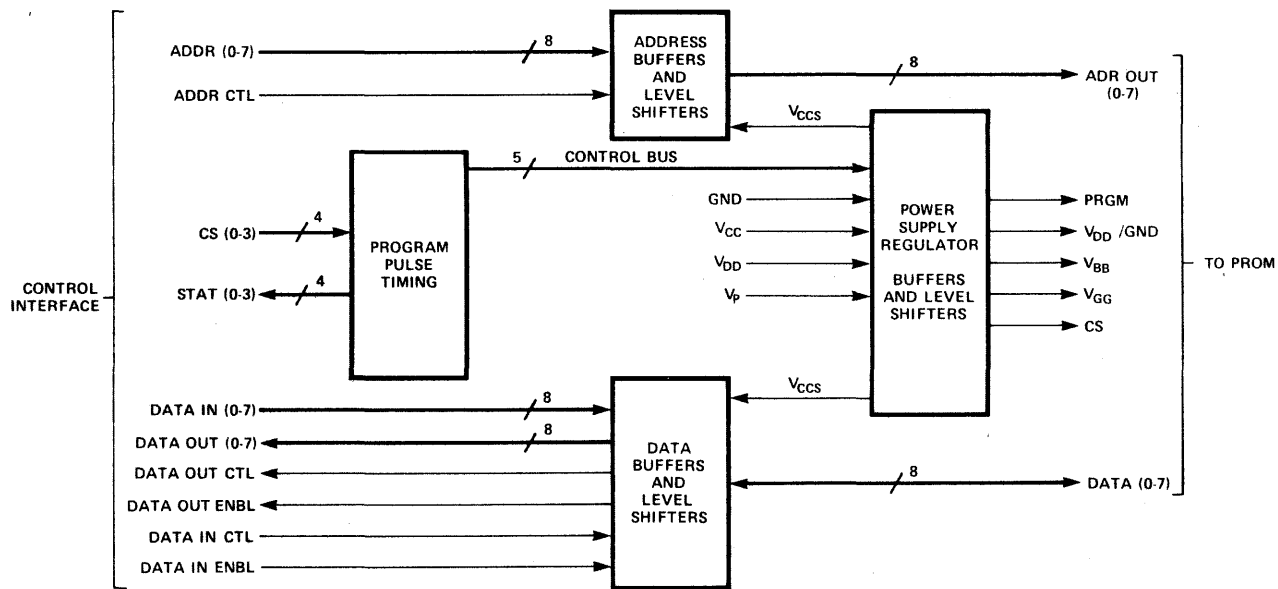 ADDR (0-7)
8
ADDR CTL
ADDRESS
BUFFERS
AND
LEVEL
SHIFTERS
8
ADR OUT
(0-7)
VCCS
5
CONTROL BUS
CS (0-3)
4
STAT (0-3)
4
PROGRAM
PULSE
TIMING
GND
VCC
VDD
VP
POWER
SUPPLY
REGULATOR
BUFFERS
AND LEVEL
SHIFTERS
PRGM
VDD /GND
VBB
VGG
CS
TO PROM
CONTROL
INTERFACE
VCCS
DATA IN (0-7)
8
DATA OUT (0-7)
8
DATA OUT CTL
DATA OUT ENBL
DATA IN CTL
DATA IN ENBL
DATA
BUFFERS
AND
LEVEL
SHIFTERS
8
DATA (0-7)